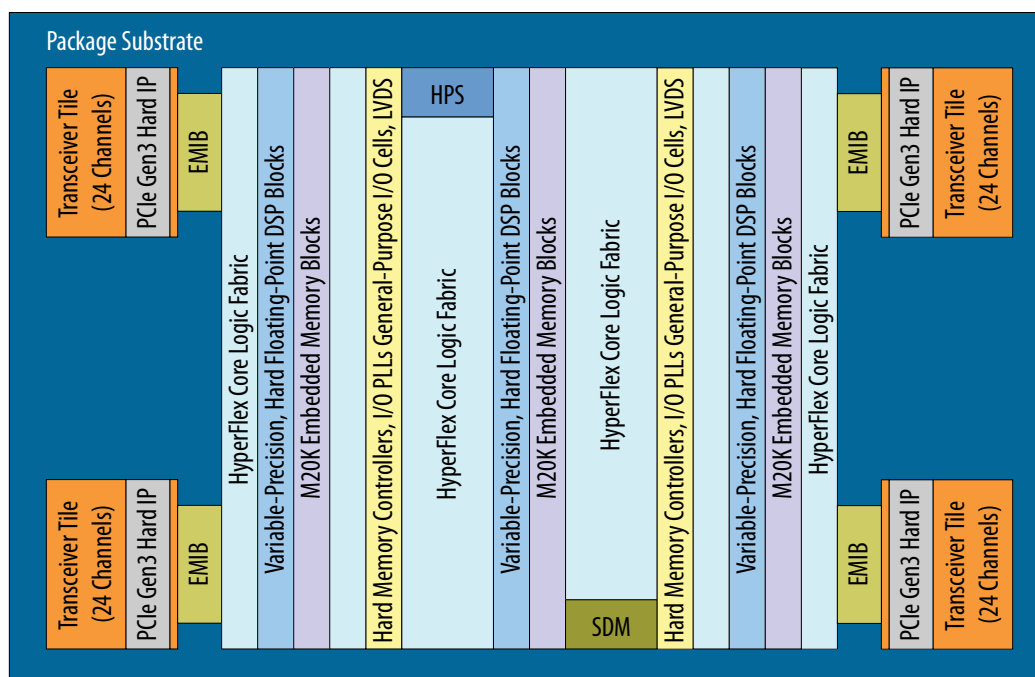 Package Substrate
Transceiver Tile
(24 Channels)
PCIe Gen3 Hard IP
EMIB
Transceiver Tile
(24 Channels)
PCIe Gen3 Hard IP
EMIB
HyperFlex Core Logic Fabric
Variable-Precision, Hard Floating-Point DSP Blocks
M20K Embedded Memory Blocks
Hard Memory Controllers, I/O PLLs General-Purpose I/O Cells, LVDS
HPS
HyperFlex Core Logic Fabric
Variable-Precision, Hard Floating-Point DSP Blocks
M20K Embedded Memory Blocks
HyperFlex Core Logic Fabric
SDM
Hard Memory Controllers, I/O PLLs General-Purpose I/O Cells, LVDS
Variable-Precision, Hard Floating-Point DSP Blocks
M20K Embedded Memory Blocks
HyperFlex Core Logic Fabric
EMIB
PCIe Gen3 Hard IP
Transceiver Tile
(24 Channels)
EMIB
PCIe Gen3 Hard IP
Transceiver Tile
(24 Channels)